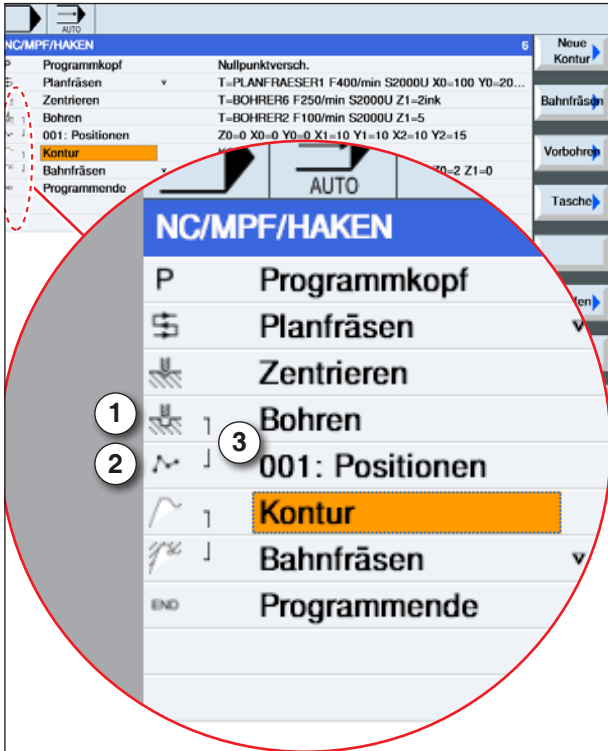 AUTO
NC/MPF/HAKEN 6
P Programmkopf Nullpunktversch.
Planfräsen T=PLANFRAESER1 F400/min S2000U X0=100 Y0=20...
Zentrieren T=BOHRER6 F250/min S2000U Z1=2ink
Bohren T=BOHRER2 F100/min S2000U Z1=5
001: Positionen Z0=0 X0=0 Y0=0 X1=10 Y1=10 X2=10 Y2=15
Kontur
Bahnfräsen Z0=2 Z1=0
END Programmende
Neue
Kontur
Bahnfräsen
Vorbohren
Tasche
AUTO
NC/MPF/HAKEN
P Programmkopf
Planfräsen
Zentrieren
1 Bohren
3
2 001: Positionen
Kontur
Bahnfräsen
END Programmende